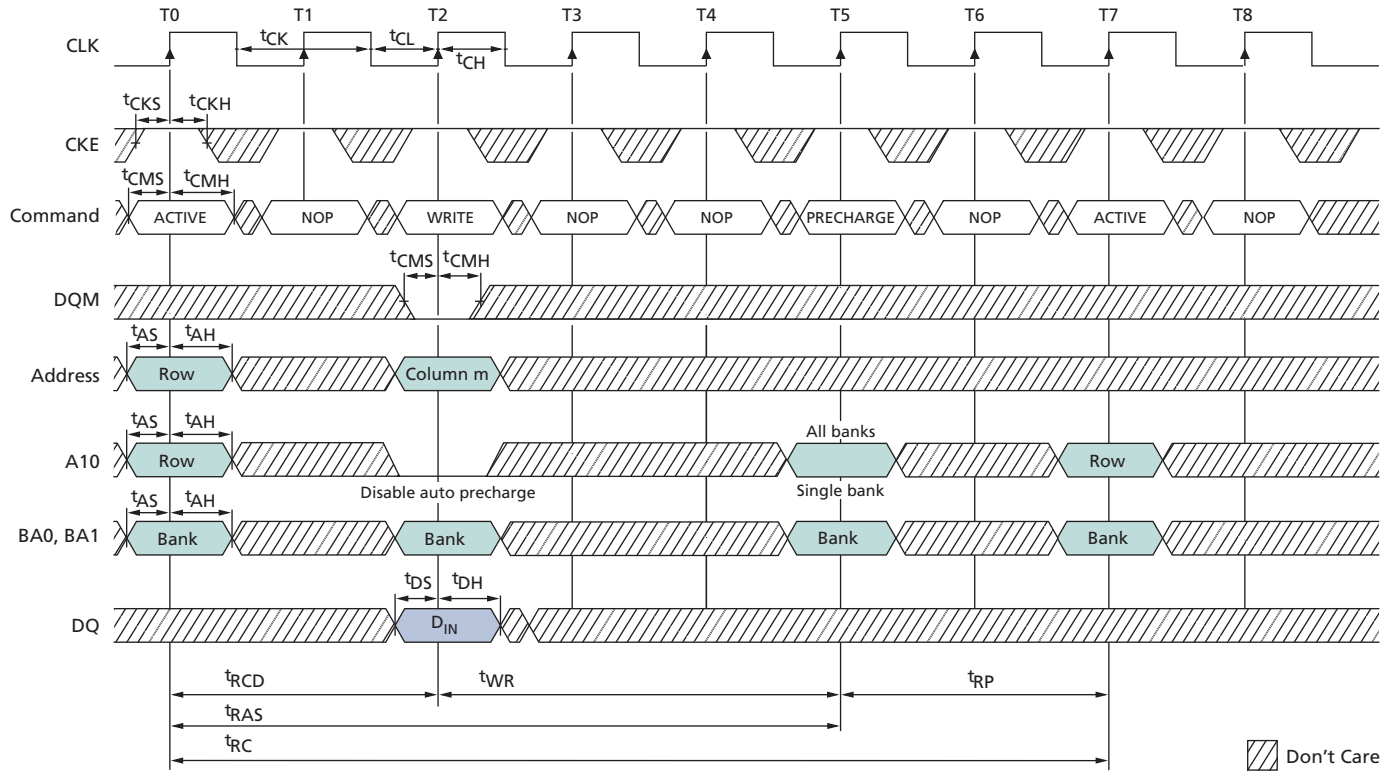 T0 T1 T2 T3 T4 T5 T6 T7 T8
CLK
tCK tCL
tCH
tCKS tCKH
CKE
tCMS tCMH
Command ACTIVE NOP WRITE NOP NOP PRECHARGE NOP ACTIVE NOP
tCMS tCMH
DQM
tAS tAH
Address Row Column m
tAS tAH
All banks
A10 Row Row
Disable auto precharge Single bank
tAS tAH
BA0, BA1 Bank Bank Bank Bank
tDS tDH
DQ DIN
tRCD tWR tRP
tRAS
tRC
Don't Care